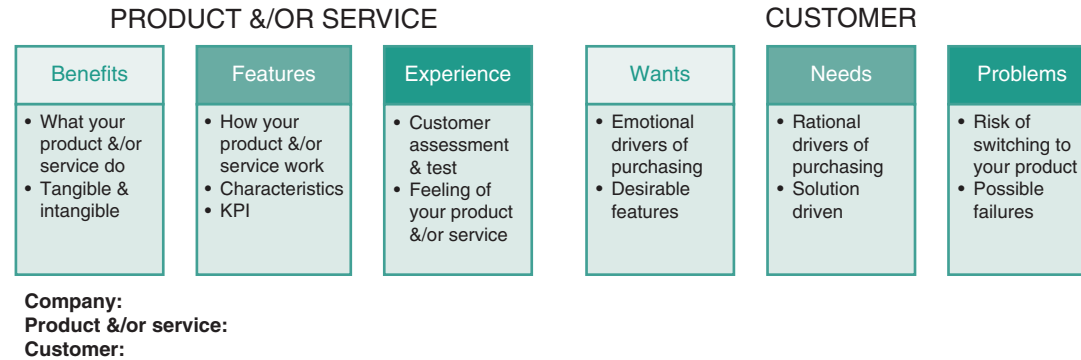 PRODUCT &/OR SERVICE
CUSTOMER
Benefits
Features
Experience
Wants
Needs
Problems
• What your
product &/or
service do
• Tangible &
intangible
• How your
product &/or
service work
• Characteristics
• KPI
• Customer
assessment
& test
• Feeling of
your product
&/or service
• Emotional
drivers of
purchasing
• Desirable
features
• Rational
drivers of
purchasing
• Solution
driven
• Risk of
switching to
your product
• Possible
failures
Company:
Product &/or service:
Customer: